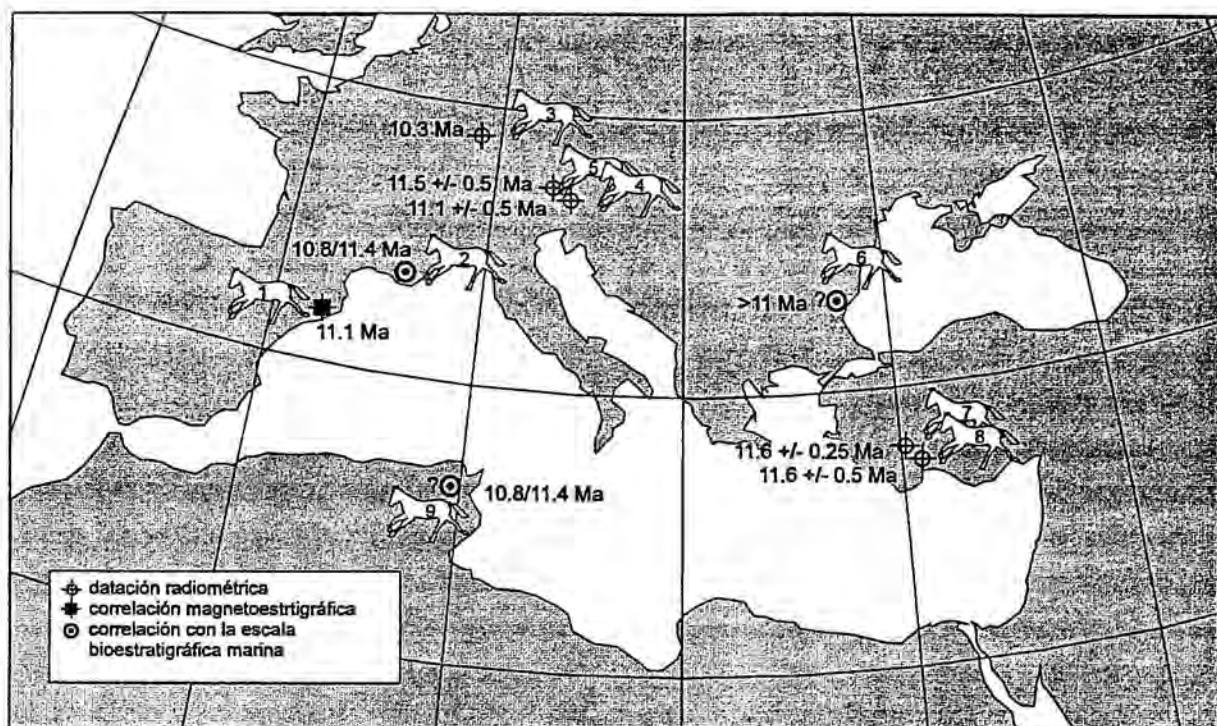 3
10.3 Ma
5
4
11.5 +/- 0.5 Ma
11.1 +/- 0.5 Ma
10.8/11.4 Ma
2
6
1
>11 Ma ?
11.1 Ma
7
8
11.6 +/- 0.25 Ma
11.6 +/- 0.5 Ma
?
10.8/11.4 Ma
9
datación radiométrica
correlación magnetoestrtigráfica
correlación con la escala
bioestratigráfica marina